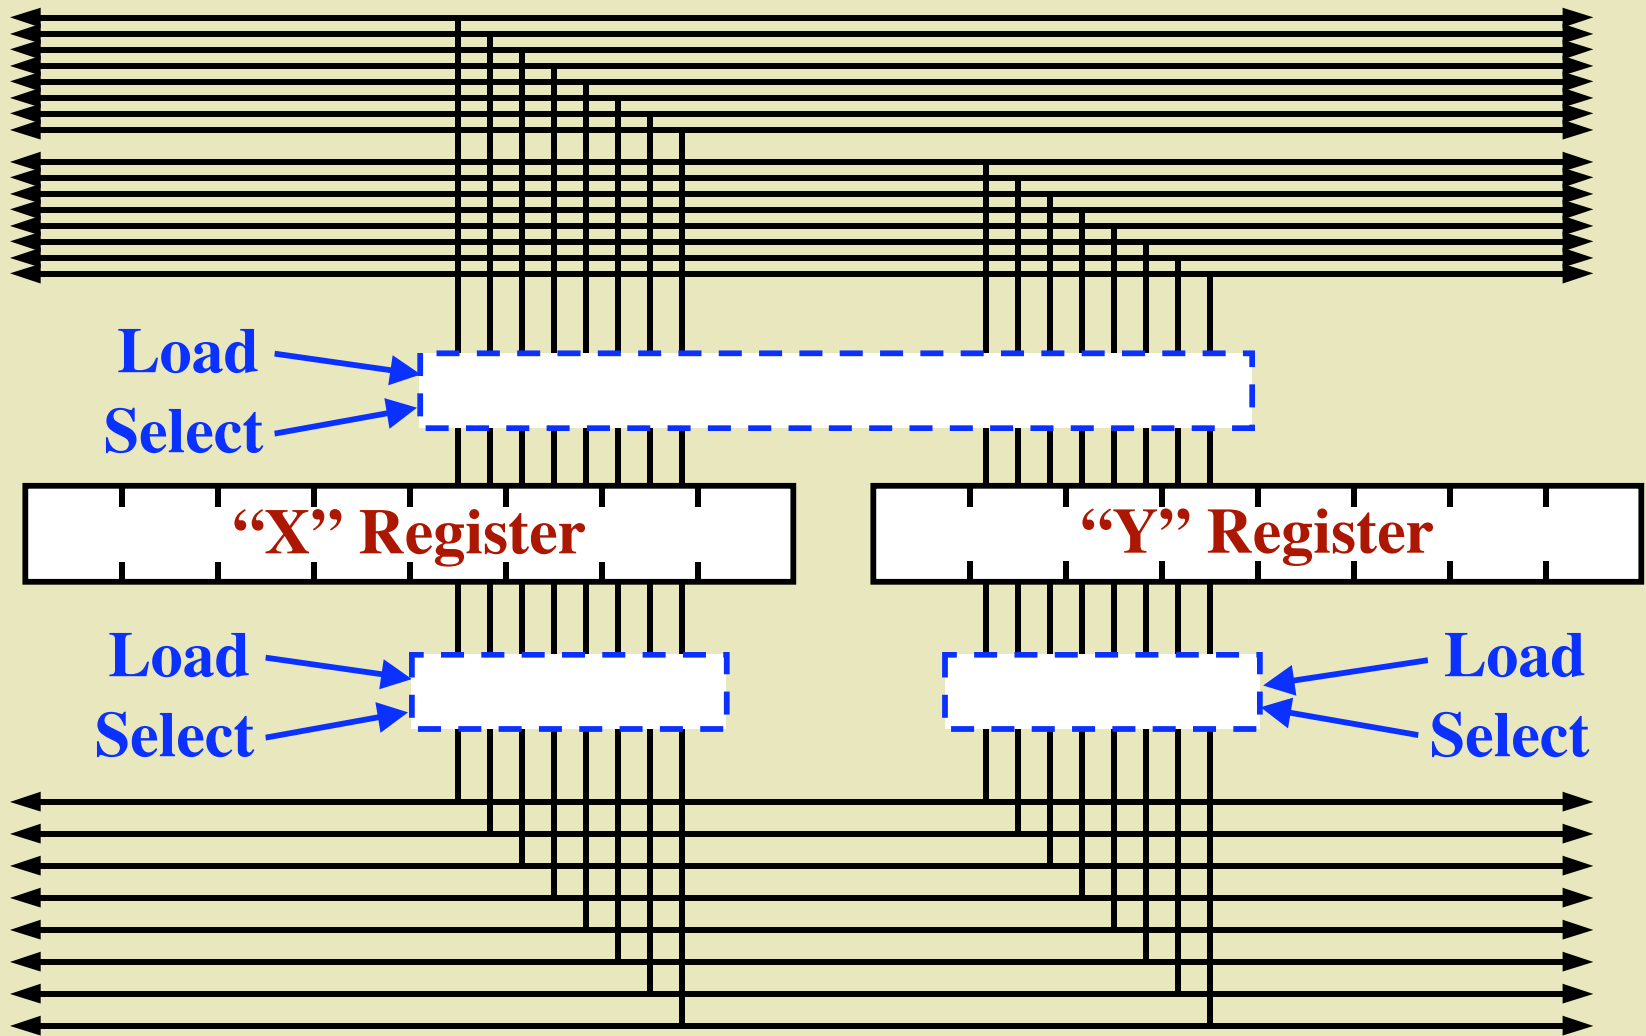 Load
Select
“X” Register
“Y” Register
Load
Select
Load
Select